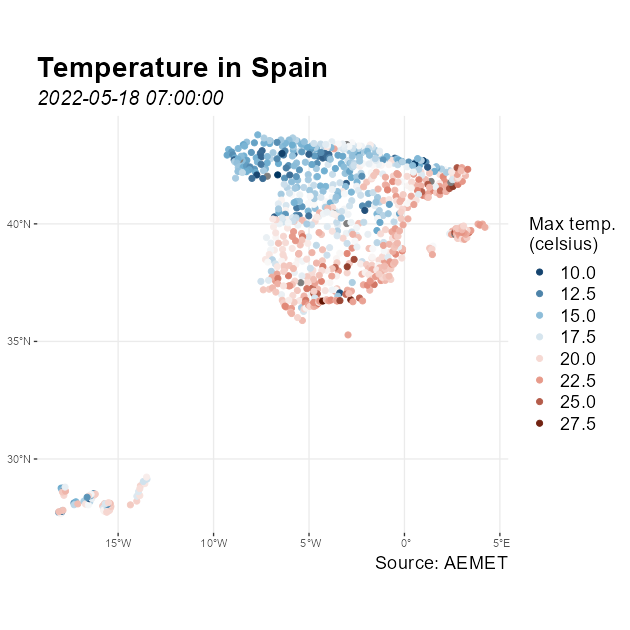 Temperature in Spain
2022-05-18 07:00:00
40°N
35°N
30°N
15°W
10°W
5°W
0°
5°E
Max temp.
(celsius)
10.0
12.5
15.0
17.5
20.0
22.5
25.0
27.5
Source: AEMET